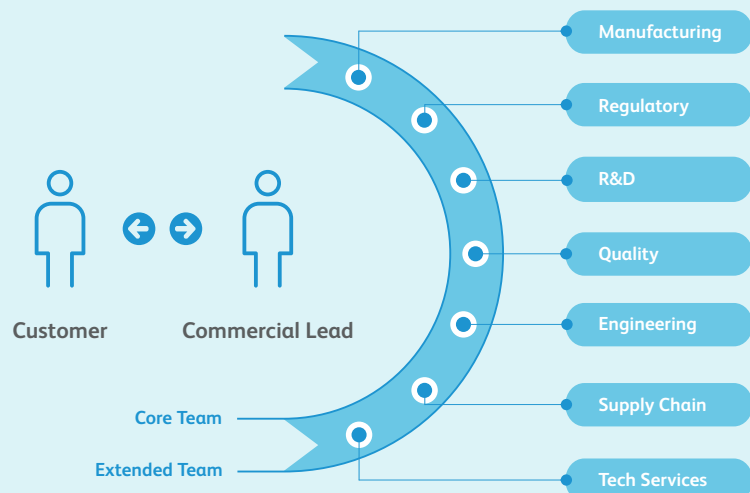 Manufacturing
Regulatory
R&D
Quality
Engineering
Supply Chain
Tech Services
Customer
Commercial Lead
Core Team
Extended Team